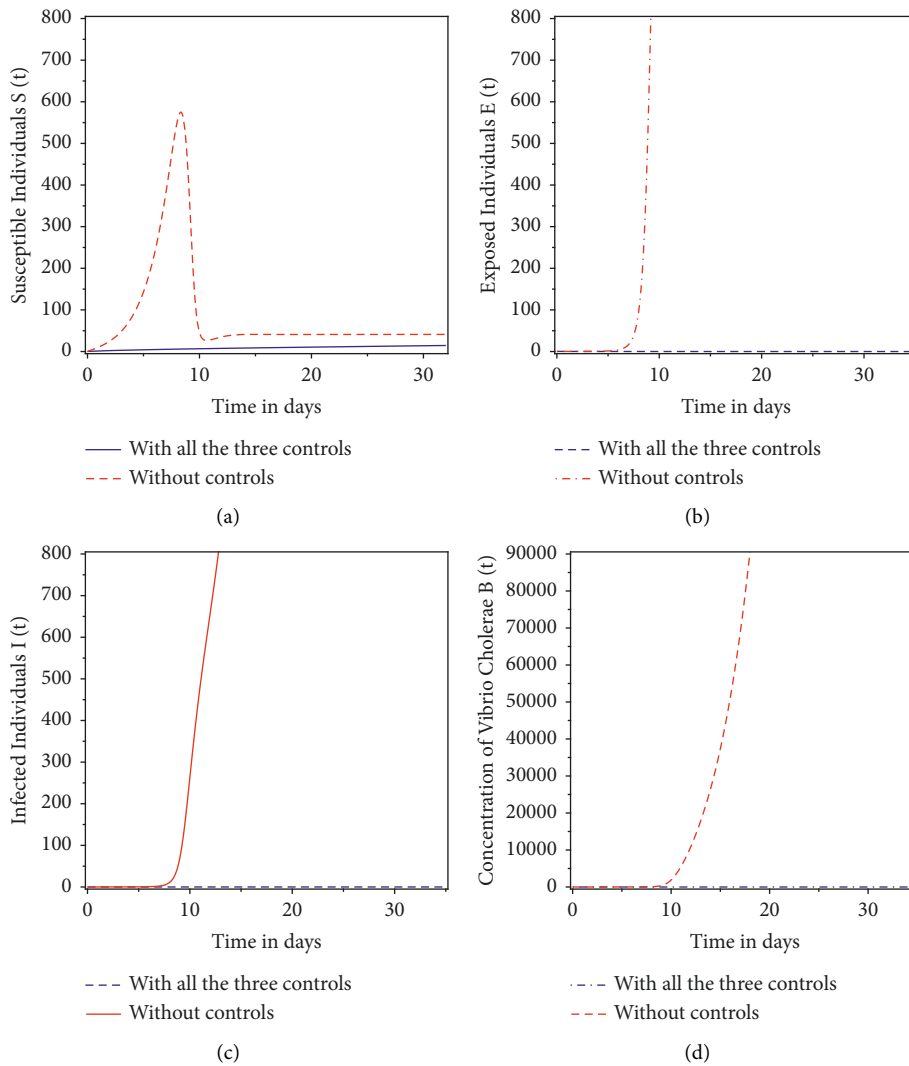 Susceptible Individuals S (t)
800
700
600
500
300
300
200
100
0
0
10
20
30
Time in days
With all the three controls
Without controls
(a)
Exposed Individuals E (t)
800
700
600
500
300
300
200
100
0
0
10
20
30
Time in days
With all the three controls
Without controls
(b)
Infected Individuals I (t)
800
700
600
500
300
300
200
100
0
0
10
20
30
Time in days
With all the three controls
Without controls
(c)
Concentration of Vibrio Cholerae B (t)
90000
80000
70000
60000
50000
40000
30000
20000
10000
0
0
10
20
30
Time in days
With all the three controls
Without controls
(d)